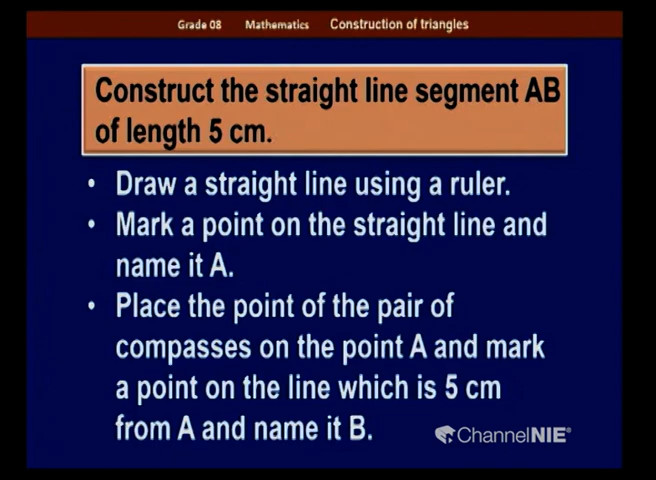 Grade 08 Mathematics Construction of triangles
Construct the straight line segment AB
of length 5 cm.
• Draw a straight line using a ruler.
• Mark a point on the straight line and
name it A.
• Place the point of the pair of
compasses on the point A and mark
a point on the line which is 5 cm
from A and name it B.
ChannelNIE®